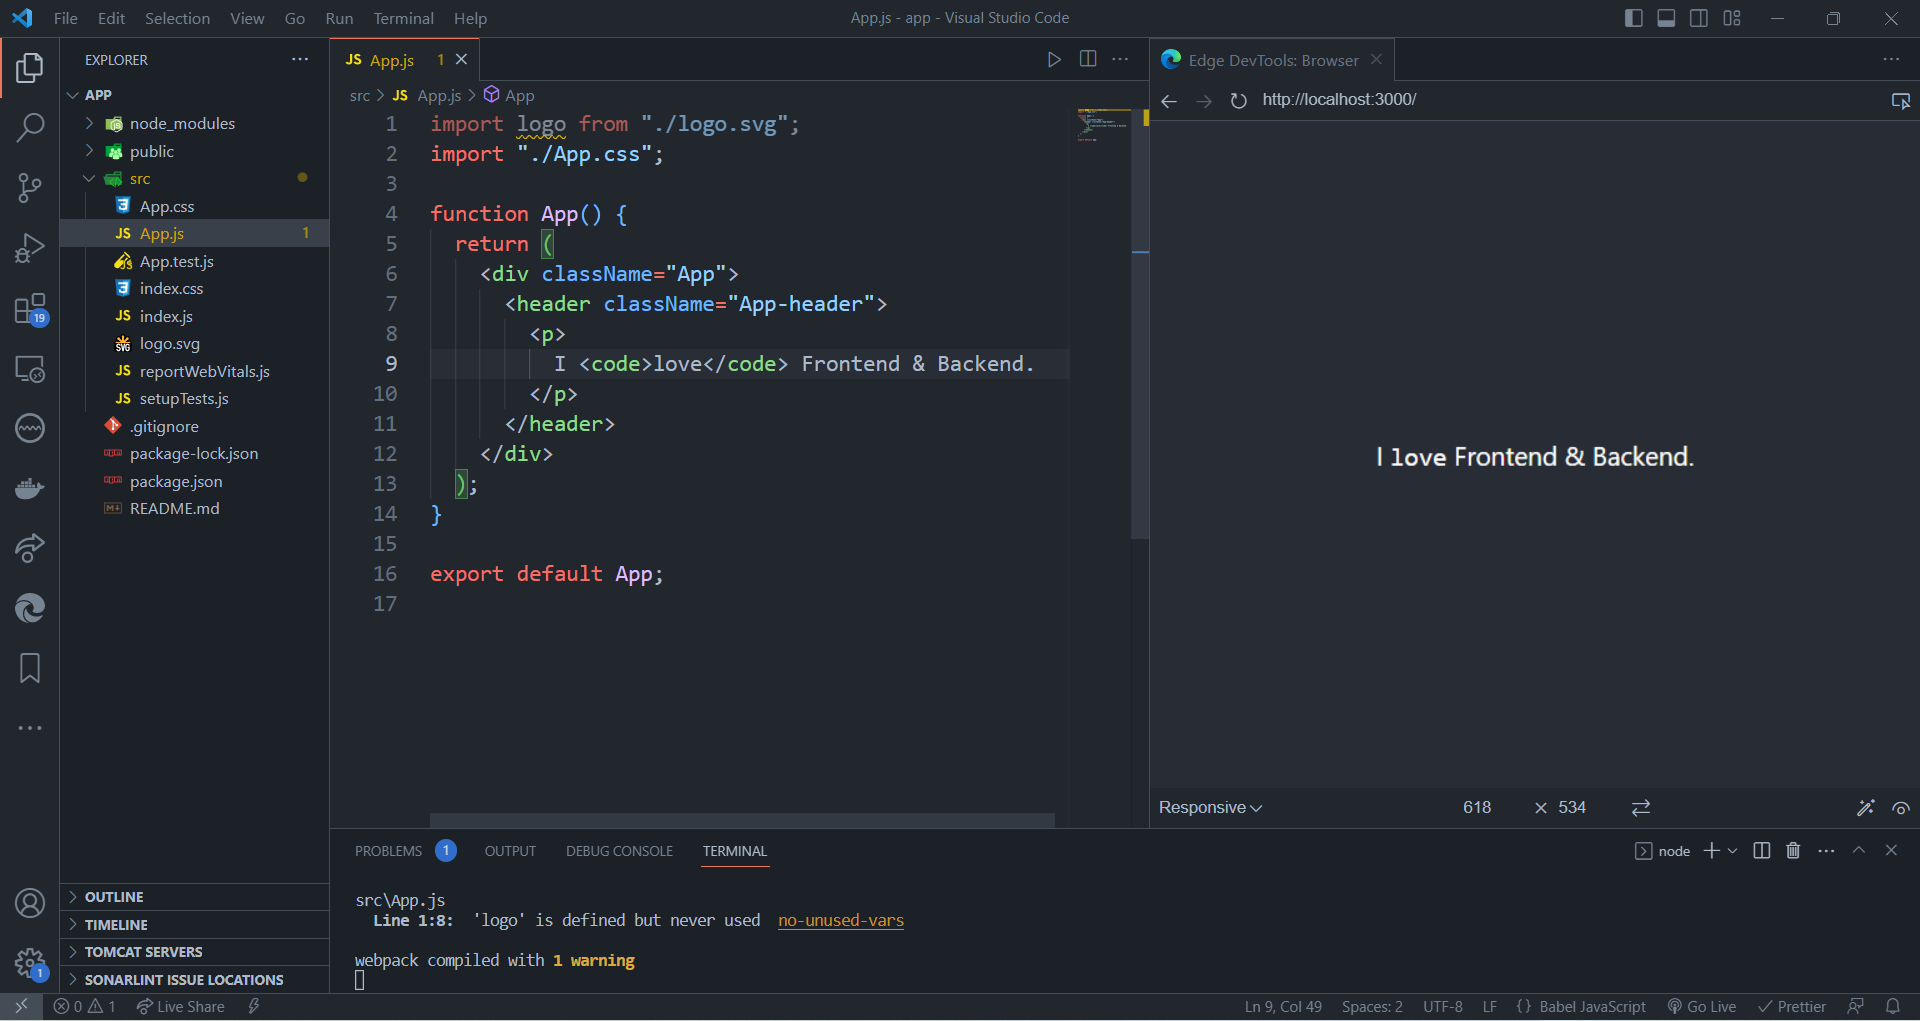 File Edit Selection View Go Run Terminal Help
App.js - app - Visual Studio Code
EXPLORER
APP
node_modules
public
src
App.css
JS App.js 1
App.test.js
index.css
JS index.js
SVG logo.svg
JS reportWebVitals.js
JS setupTests.js
.gitignore
package-lock.json
package.json
README.md
OUTLINE
TIMELINE
TOMCAT SERVERS
SONARLINT ISSUE LOCATIONS
19
1
JS App.js 1
src > JS App.js > App
1 import logo from "./logo.svg";
2 import "./App.css";
3
4 function App() {
5 return (
6 <div className="App">
7 <header className="App-header">
8 <p>
9 I <code>love</code> Frontend & Backend.
10 </p>
11 </header>
12 </div>
13 );
14 }
15
16 export default App;
17
Edge DevTools: Browser
http://localhost:3000/
I love Frontend & Backend.
Responsive 618 × 534
PROBLEMS 1 OUTPUT DEBUG CONSOLE TERMINAL
node
src\App.js
Line 1:8: 'logo' is defined but never used no-unused-vars
webpack compiled with 1 warning
0 1 Live Share
Ln 9, Col 49 Spaces: 2 UTF-8 LF {} Babel JavaScript Go Live Prettier